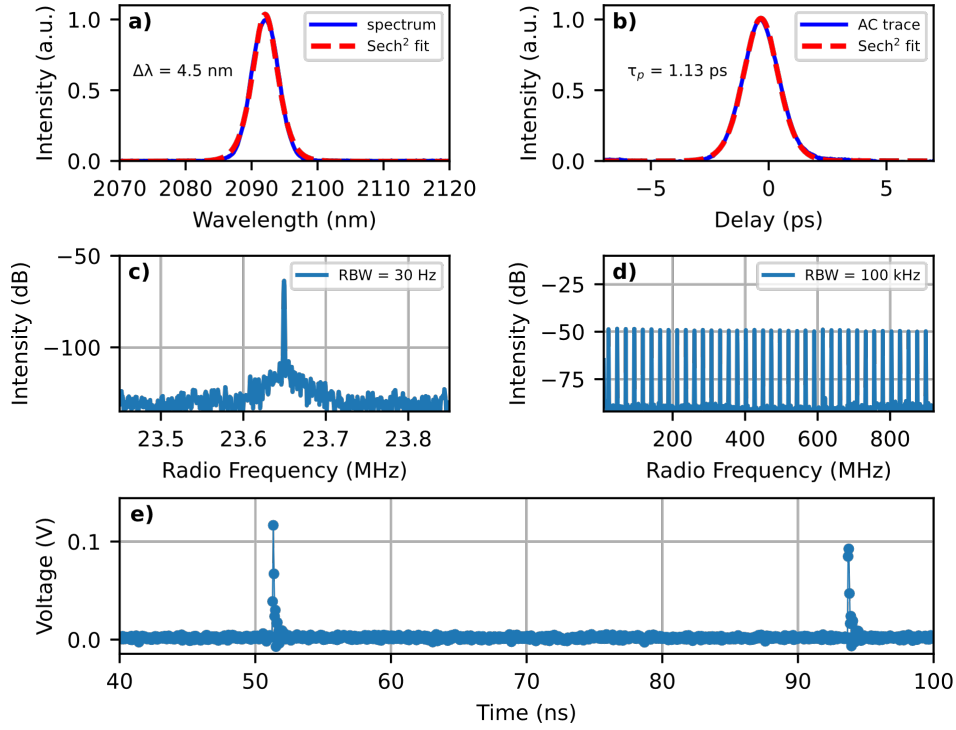 a)
Intensity (a.u.)
1.0
0.5
0.0
spectrum
Sech² fit
Δλ = 4.5 nm
2070 2080 2090 2100 2110 2120
Wavelength (nm)
b)
Intensity (a.u.)
1.0
0.5
0.0
AC trace
Sech² fit
τₚ = 1.13 ps
−5 0 5
Delay (ps)
c)
Intensity (dB)
−50
−100
RBW = 30 Hz
23.5 23.6 23.7 23.8
Radio Frequency (MHz)
d)
Intensity (dB)
−25
−50
−75
RBW = 100 kHz
200 400 600 800
Radio Frequency (MHz)
e)
Voltage (V)
0.1
0.0
40 50 60 70 80 90 100
Time (ns)